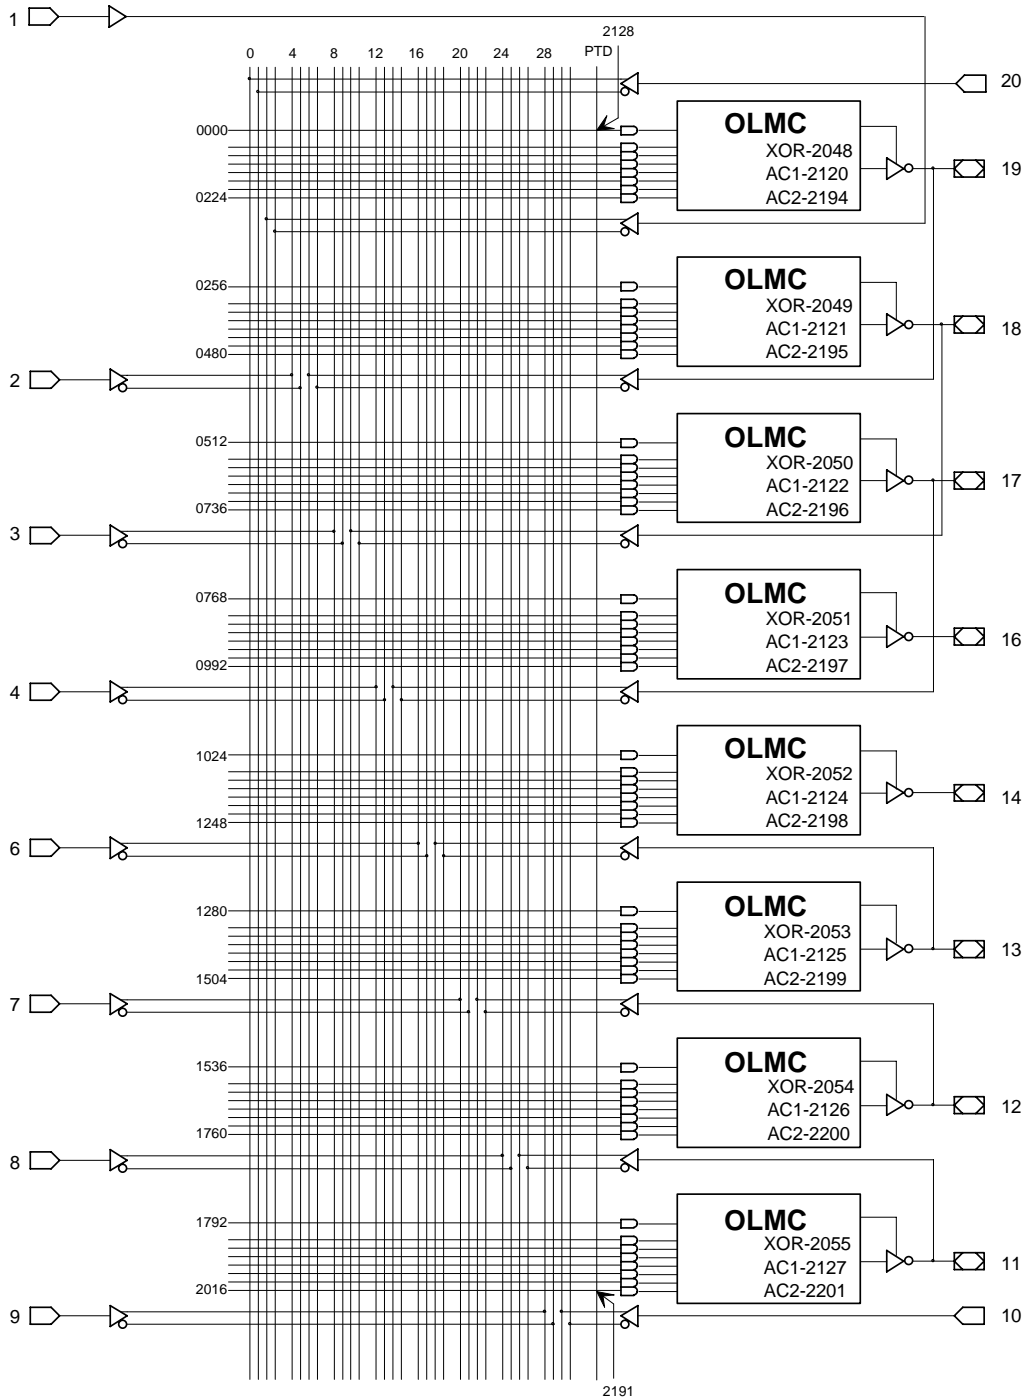 1
2128
0 4 8 12 16 20 24 28 PTD
20
0000
OLMC
XOR-2048
AC1-2120
19
0224
AC2-2194
0256
OLMC
XOR-2049
AC1-2121
18
0480
AC2-2195
2
0512
OLMC
XOR-2050
AC1-2122
17
0736
AC2-2196
3
0768
OLMC
XOR-2051
AC1-2123
16
0992
AC2-2197
4
1024
OLMC
XOR-2052
AC1-2124
14
1248
AC2-2198
6
1280
OLMC
XOR-2053
AC1-2125
13
1504
AC2-2199
7
1536
OLMC
XOR-2054
AC1-2126
12
1760
AC2-2200
8
1792
OLMC
XOR-2055
AC1-2127
11
2016
AC2-2201
9
10
2191